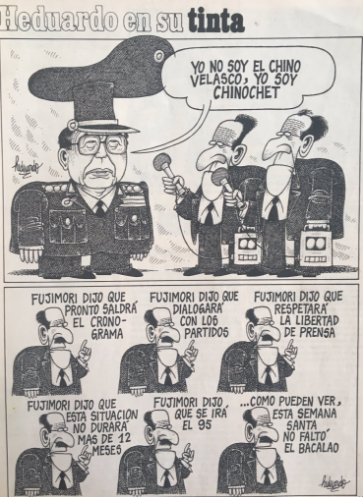 Heduardo en su tinta
YO NO SOY EL CHINO
VELASCO, YO SOY
CHINOCHET
Heduardo
FUJIMORI DIJO QUE
PRONTO SALDRÁ
EL CRONO-
GRAMA
FUJIMORI DIJO QUE
DIALOGARÁ
CON LOS
PARTIDOS
FUJIMORI DIJO QUE
RESPETARÁ
LA LIBERTAD
DE PRENSA
FUJIMORI DIJO QUE
ESTA SITUACIÓN
NO DURARÁ
MAS DE 12
MESES
FUJIMORI DIJO
QUE SE IRÁ
EL 95
...COMO PUEDEN VER,
ESTA SEMANA
SANTA
NO FALTÓ
EL BACALAO
Heduardo